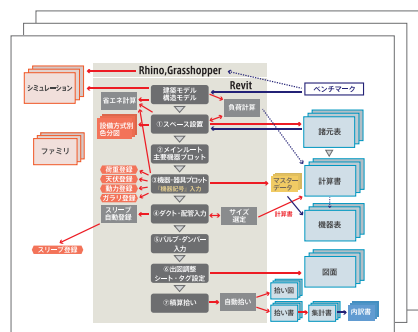 Rhino,Grasshopper
Revit
シミュレーション
建築モデル
構造モデル
ベンチマーク
省エネ計算
負荷計算
設備方式別
色分図
①スペース設置
諸元表
ファミリ
②メインルート
主要機器プロット
計算書
荷重登録
天伏登録
動力登録
ガラリ登録
③機器・器具プロット
「機器記号」入力
マスター
データ
スリーブ
自動登録
④ダクト・配管入力
サイズ
選定
計算書
機器表
スリーブ登録
⑤バルブ・ダンパー
入力
⑥出図調整
シート・タグ設定
図面
⑦積算拾い
自動拾い
拾い図
拾い書
集計書
内訳書